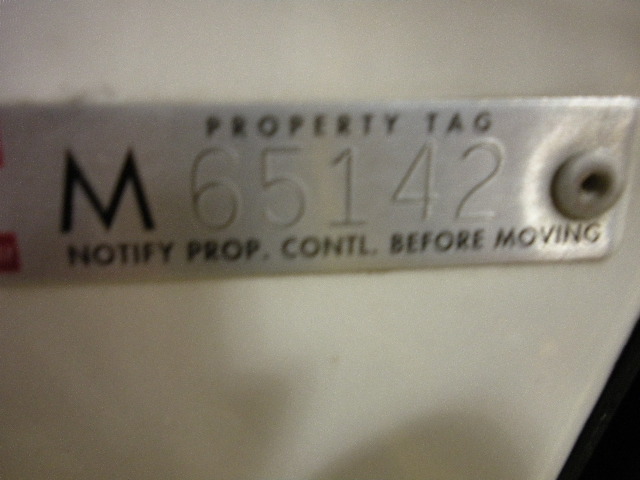 PROPERTY TAG
M 65142
NOTIFY PROP. CONTL. BEFORE MOVING